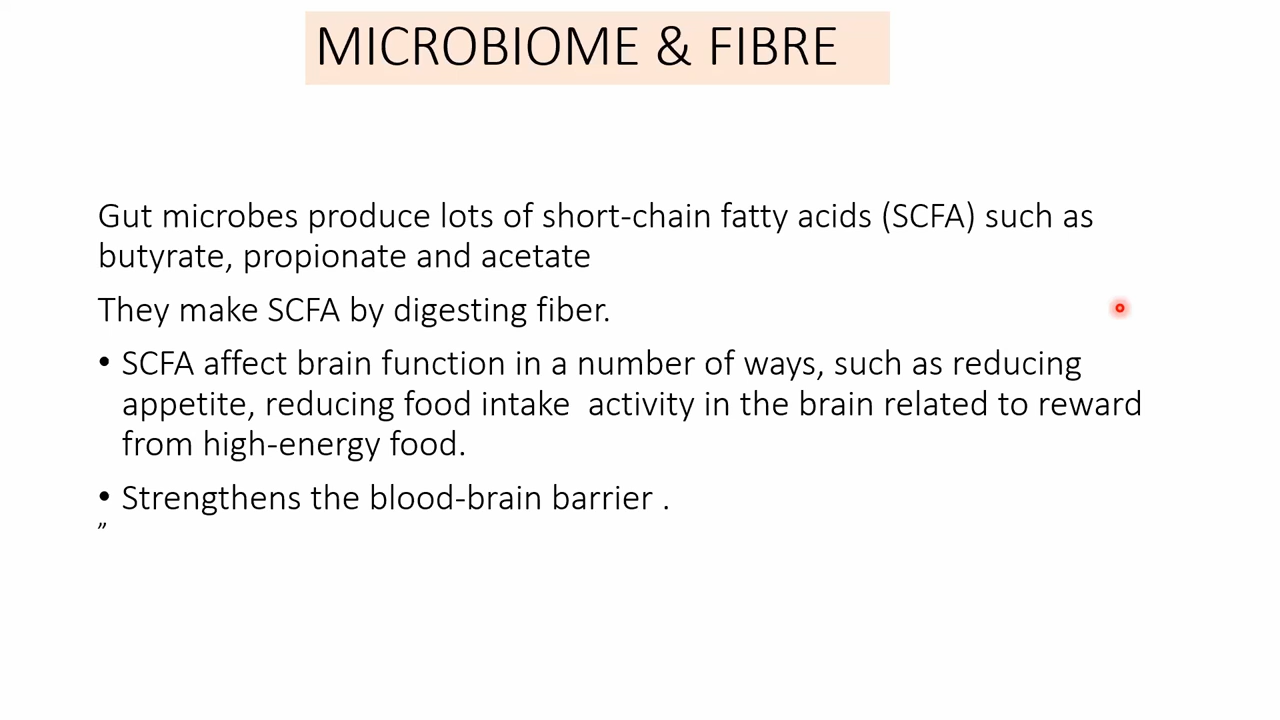 MICROBIOME & FIBRE
Gut microbes produce lots of short-chain fatty acids (SCFA) such as
butyrate, propionate and acetate
They make SCFA by digesting fiber.
• SCFA affect brain function in a number of ways, such as reducing
appetite, reducing food intake  activity in the brain related to reward
from high-energy food.
• Strengthens the blood-brain barrier .
”